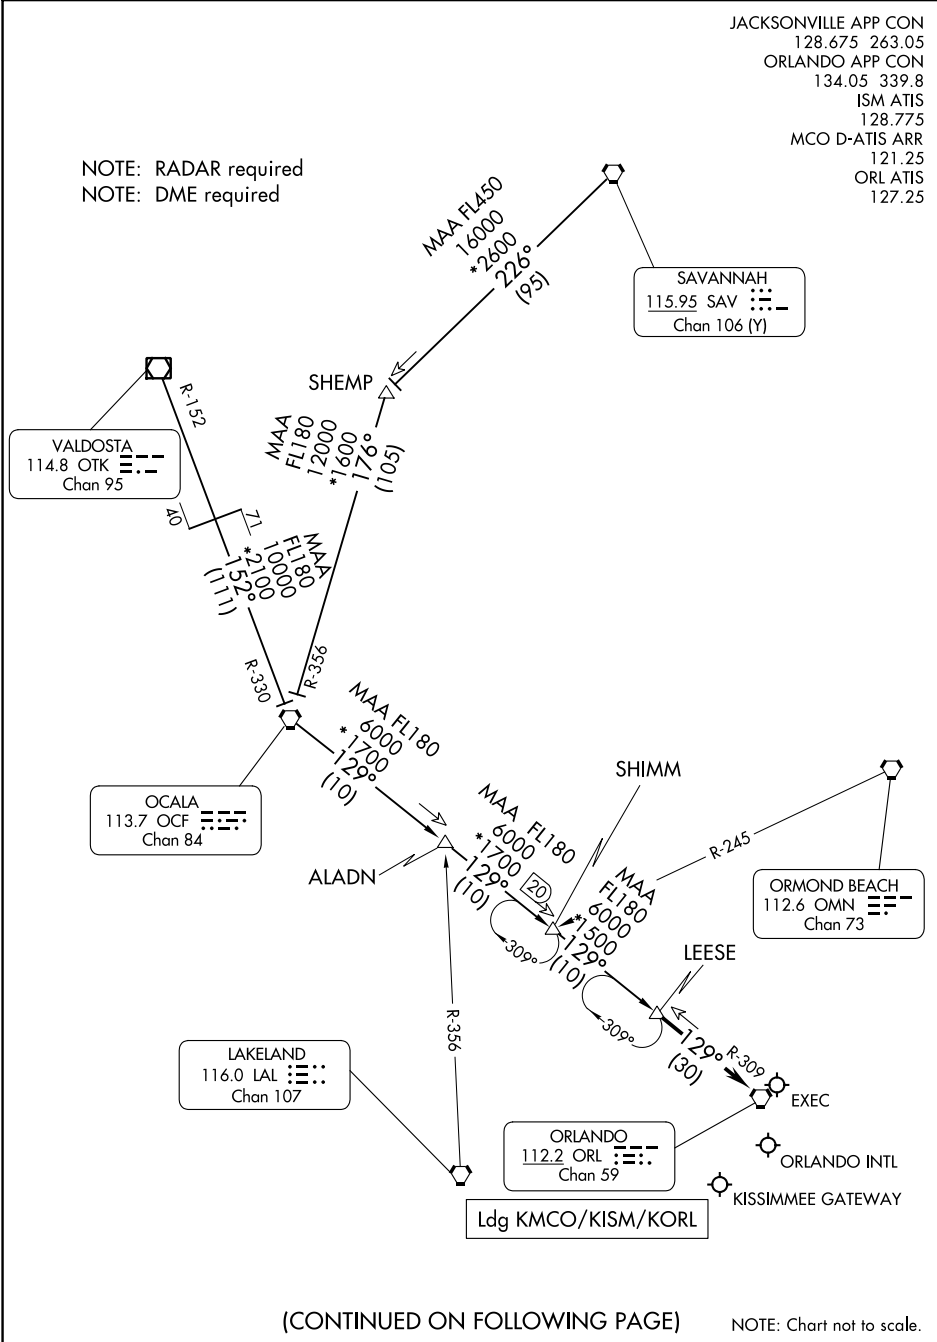 JACKSONVILLE APP CON
128.675 263.05
ORLANDO APP CON
134.05 339.8
ISM ATIS
128.775
MCO D-ATIS ARR
121.25
ORL ATIS
127.25
NOTE: RADAR required
NOTE: DME required
MAA FL450
16000
*2600
226°
(95)
SAVANNAH
115.95 SAV
Chan 106 (Y)
SHEMP
MAA
FL180
12000
*1600
176°
(105)
R-152
VALDOSTA
114.8 OTK
Chan 95
40
71
MAA
FL180
10000
*2100
152°
(111)
R-330
R-356
MAA FL180
6000
*1700
129°
(10)
OCALA
113.7 OCF
Chan 84
ALADN
SHIMM
MAA FL180
6000
*1700
129°
(10)
20
309°
R-245
ORMOND BEACH
112.6 OMN
Chan 73
MAA
FL180
6000
*1500
129°
(10)
LEESE
309°
R-356
129°
(30)
R-309
LAKELAND
116.0 LAL
Chan 107
EXEC
ORLANDO
112.2 ORL
Chan 59
ORLANDO INTL
KISSIMMEE GATEWAY
Ldg KMCO/KISM/KORL
(CONTINUED ON FOLLOWING PAGE)
NOTE: Chart not to scale.